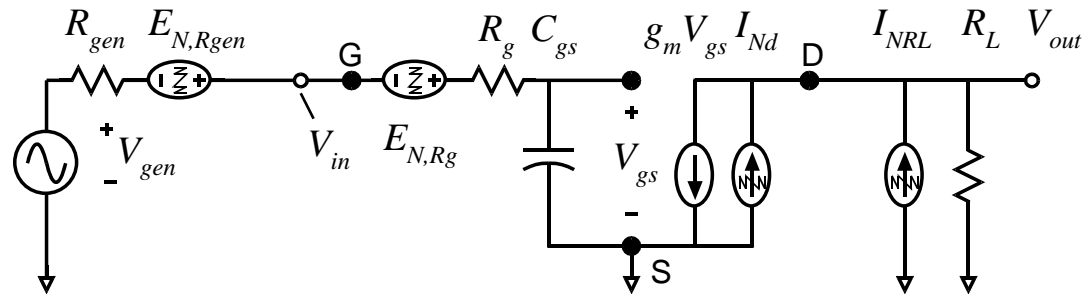 R_gen E_N,Rgen R_g C_gs g_m V_gs I_Nd I_NRL R_L V_out
G D
+ - + - + +
V_gen V_in E_N,Rg V_gs
- -
S